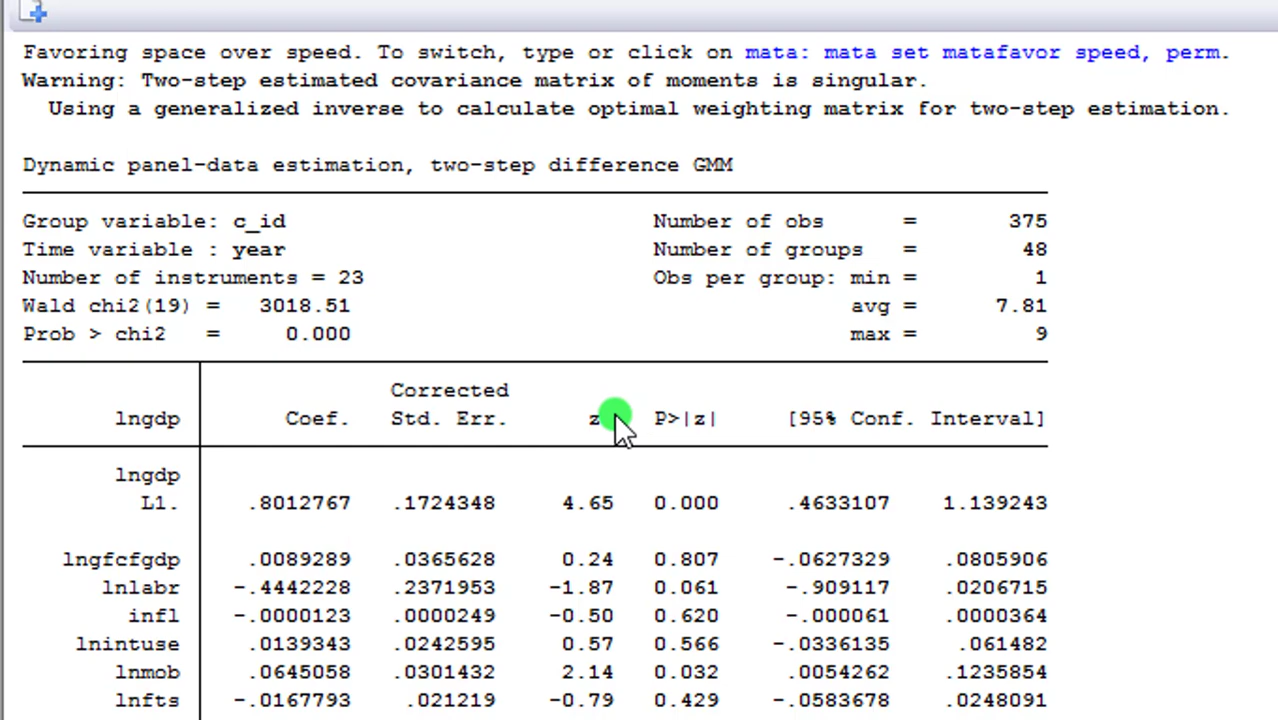 Favoring space over speed. To switch, type or click on mata: mata set matafavor speed, perm.
Warning: Two-step estimated covariance matrix of moments is singular.
Using a generalized inverse to calculate optimal weighting matrix for two-step estimation.
Dynamic panel-data estimation, two-step difference GMM
Group variable: c_id Number of obs = 375
Time variable : year Number of groups = 48
Number of instruments = 23 Obs per group: min = 1
Wald chi2(19) = 3018.51 avg = 7.81
Prob > chi2 = 0.000 max = 9
Corrected
lngdp Coef. Std. Err. z P>|z| [95% Conf. Interval]
lngdp
L1. .8012767 .1724348 4.65 0.000 .4633107 1.139243
lngfcfgdp .0089289 .0365628 0.24 0.807 -.0627329 .0805906
lnlabr -.4442228 .2371953 -1.87 0.061 -.909117 .0206715
infl -.0000123 .0000249 -0.50 0.620 -.000061 .0000364
lnintuse .0139343 .0242595 0.57 0.566 -.0336135 .061482
lnmob .0645058 .0301432 2.14 0.032 .0054262 .1235854
lnfts -.0167793 .021219 -0.79 0.429 -.0583678 .0248091